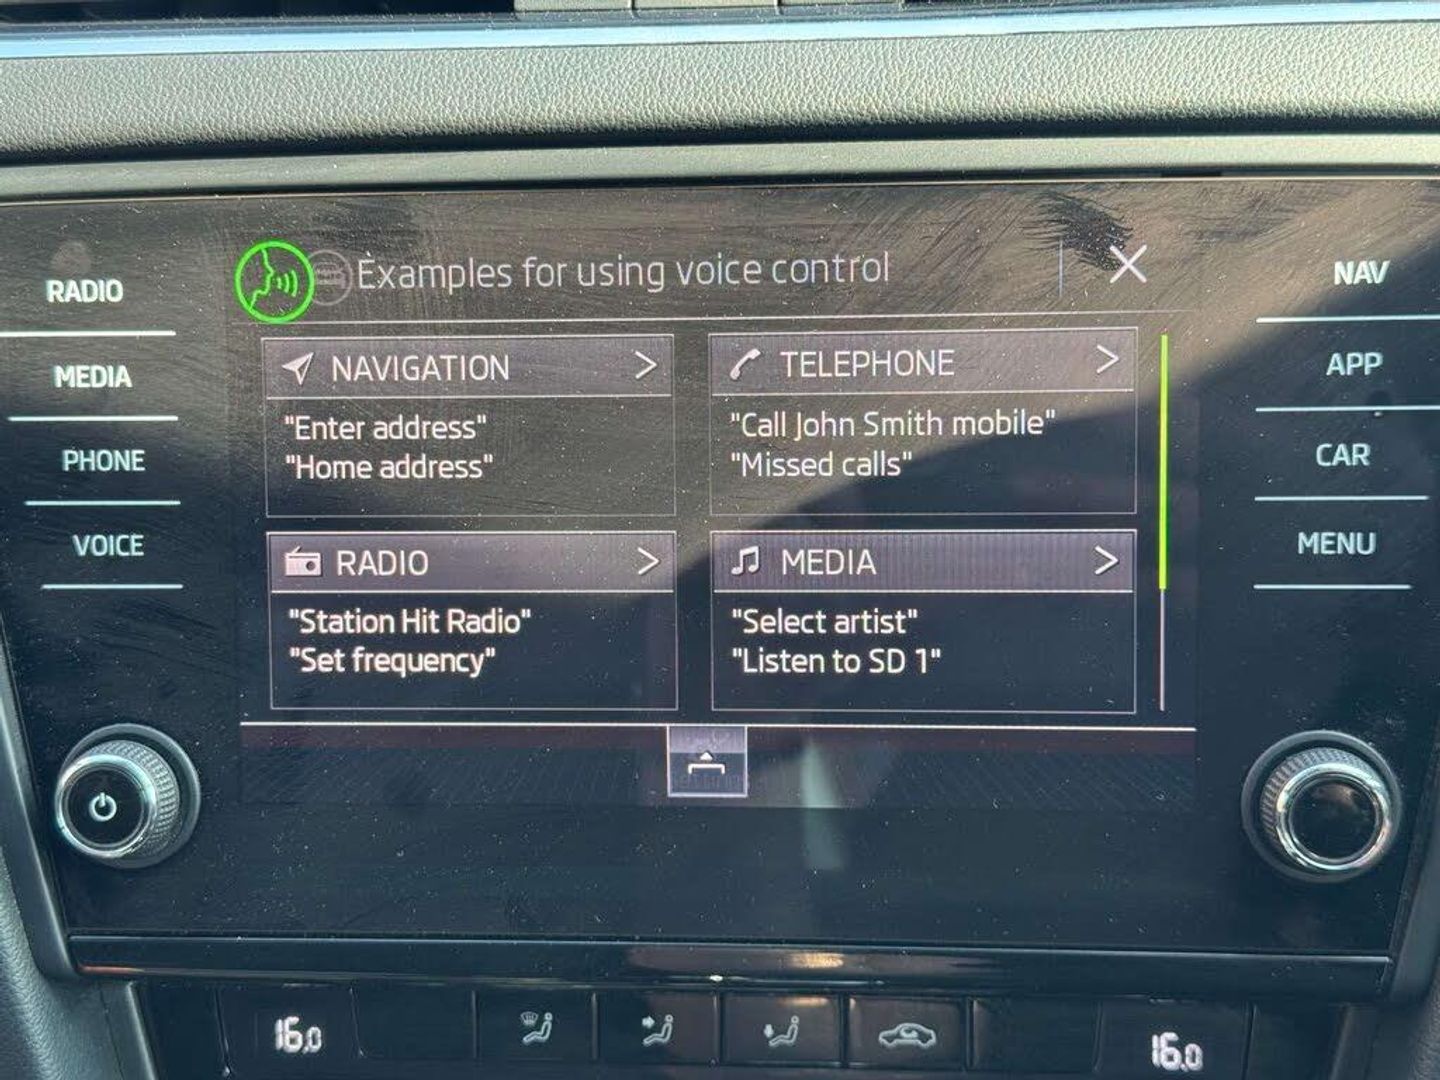 Examples for using voice control
RADIO
MEDIA
PHONE
VOICE
NAVIGATION
"Enter address"
"Home address"
TELEPHONE
"Call John Smith mobile"
"Missed calls"
RADIO
"Station Hit Radio"
"Set frequency"
MEDIA
"Select artist"
"Listen to SD 1"
NAV
APP
CAR
MENU
16,0
16,0